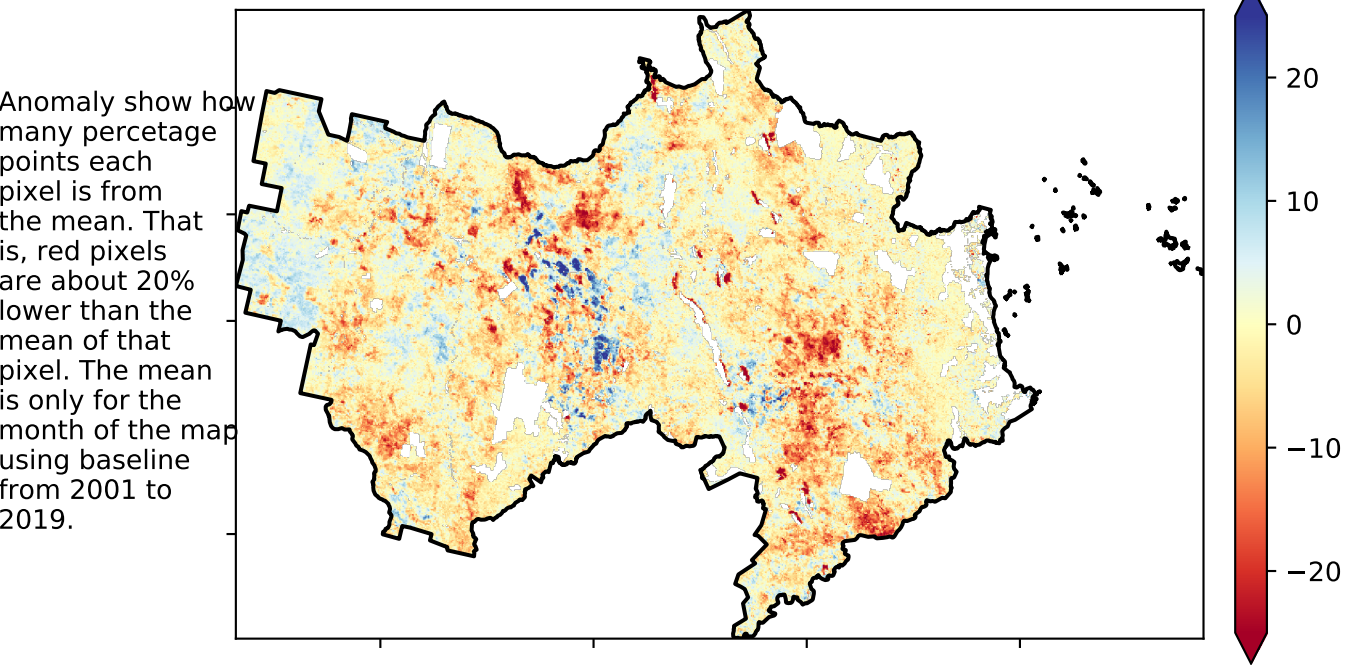 Anomaly show how
many percetage
points each
pixel is from
the mean. That
is, red pixels
are about 20%
lower than the
mean of that
pixel. The mean
is only for the
month of the map
using baseline
from 2001 to
2019.
20
10
0
−10
−20